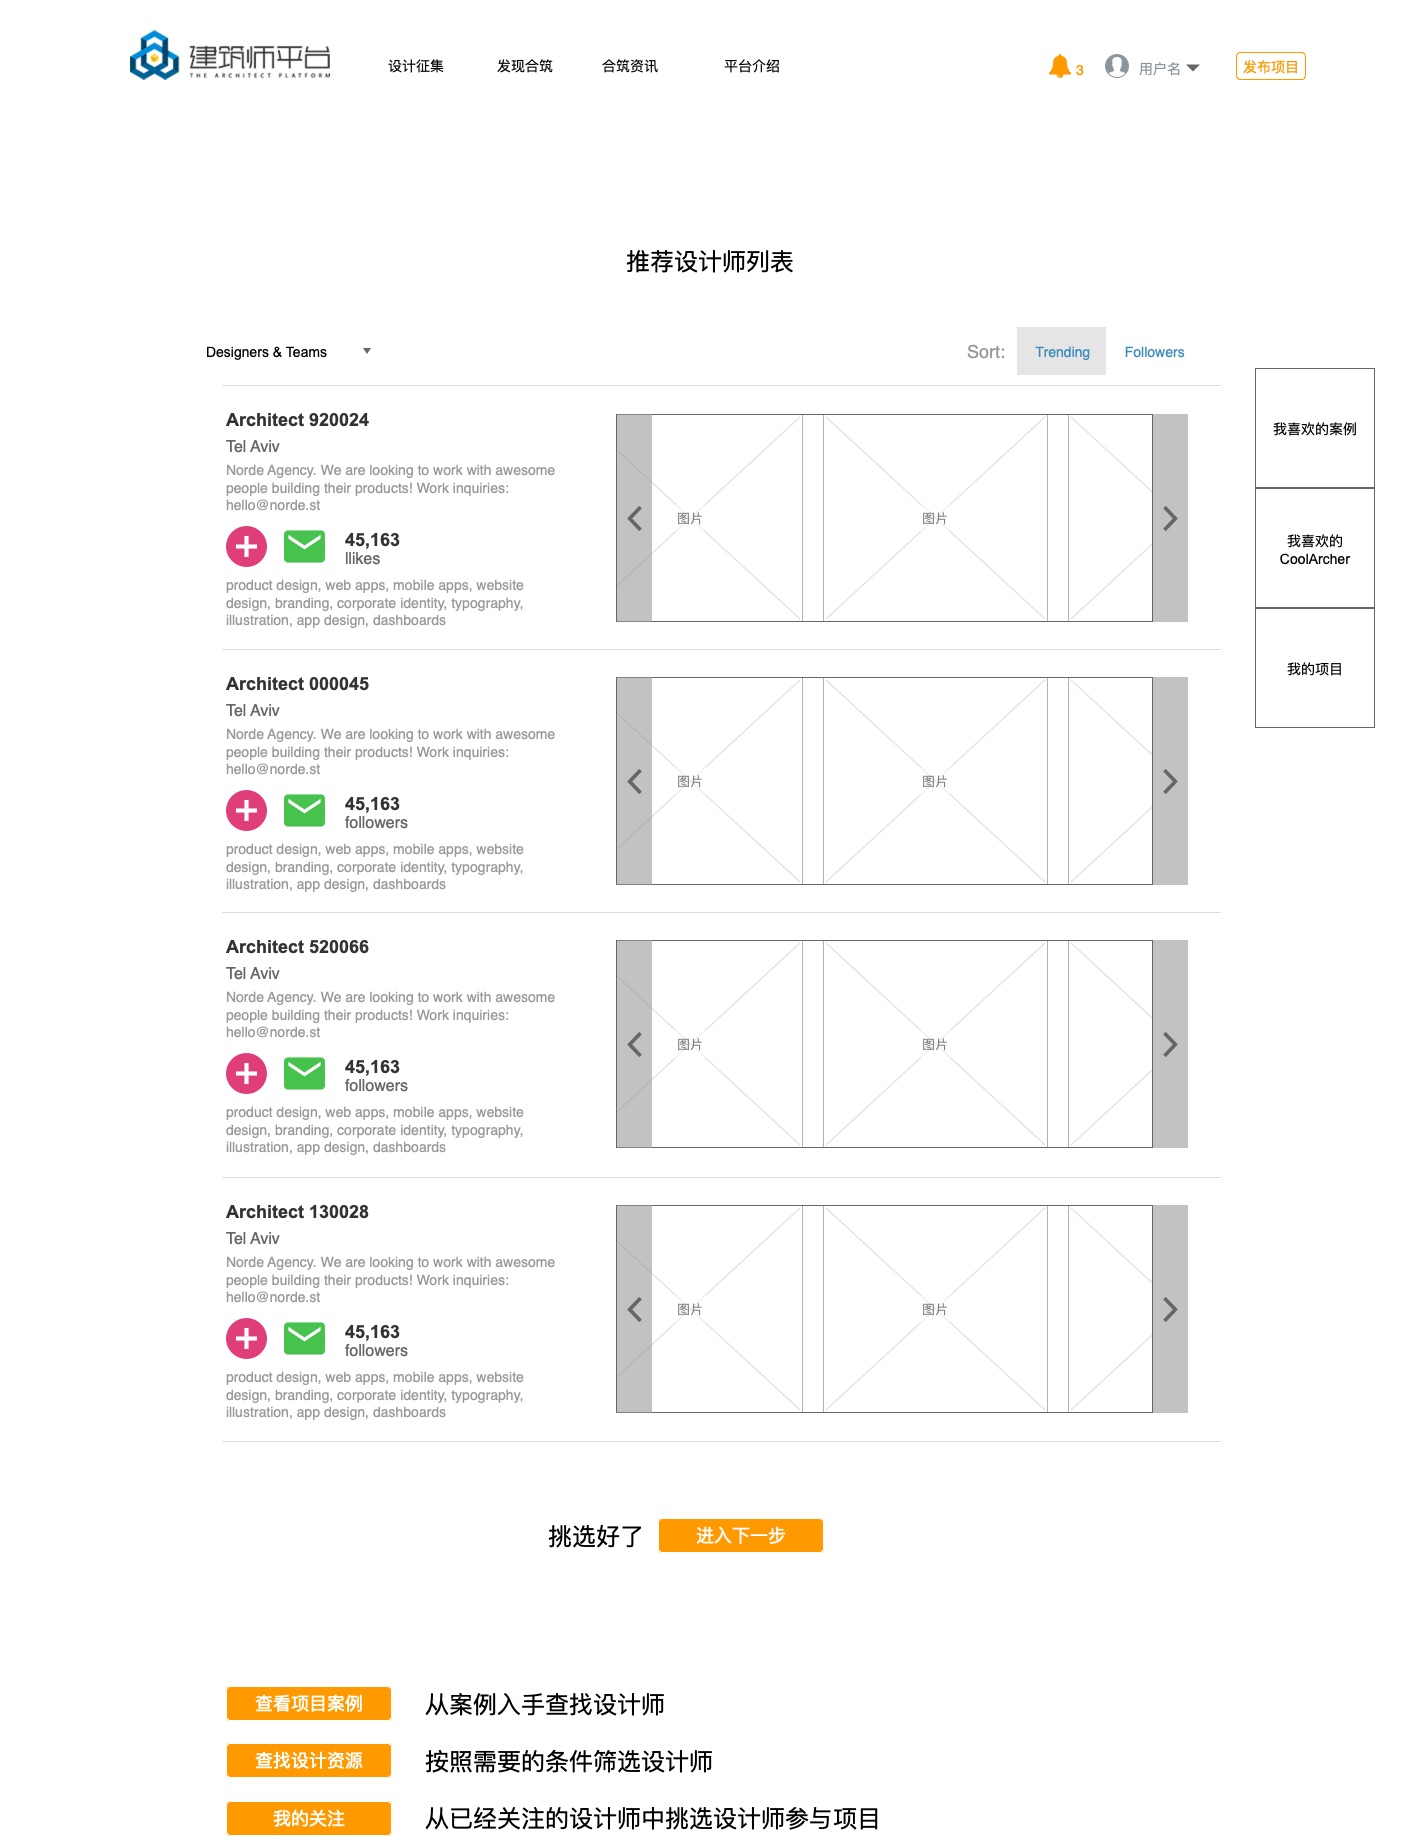 建筑师平台
THE ARCHITECT PLATFORM
设计征集
发现合筑
合筑资讯
平台介绍
3
用户名
发布项目
推荐设计师列表
Designers & Teams
Sort:
Trending
Followers
Architect 920024
Tel Aviv
Norde Agency. We are looking to work with awesome
people building their products! Work inquiries:
hello@norde.st
45,163
llikes
product design, web apps, mobile apps, website
design, branding, corporate identity, typography,
illustration, app design, dashboards
图片
图片
我喜欢的案例
我喜欢的
CoolArcher
我的项目
Architect 000045
Tel Aviv
Norde Agency. We are looking to work with awesome
people building their products! Work inquiries:
hello@norde.st
45,163
followers
product design, web apps, mobile apps, website
design, branding, corporate identity, typography,
illustration, app design, dashboards
图片
图片
Architect 520066
Tel Aviv
Norde Agency. We are looking to work with awesome
people building their products! Work inquiries:
hello@norde.st
45,163
followers
product design, web apps, mobile apps, website
design, branding, corporate identity, typography,
illustration, app design, dashboards
图片
图片
Architect 130028
Tel Aviv
Norde Agency. We are looking to work with awesome
people building their products! Work inquiries:
hello@norde.st
45,163
followers
product design, web apps, mobile apps, website
design, branding, corporate identity, typography,
illustration, app design, dashboards
图片
图片
挑选好了
进入下一步
查看项目案例
从案例入手查找设计师
查找设计资源
按照需要的条件筛选设计师
我的关注
从已经关注的设计师中挑选设计师参与项目